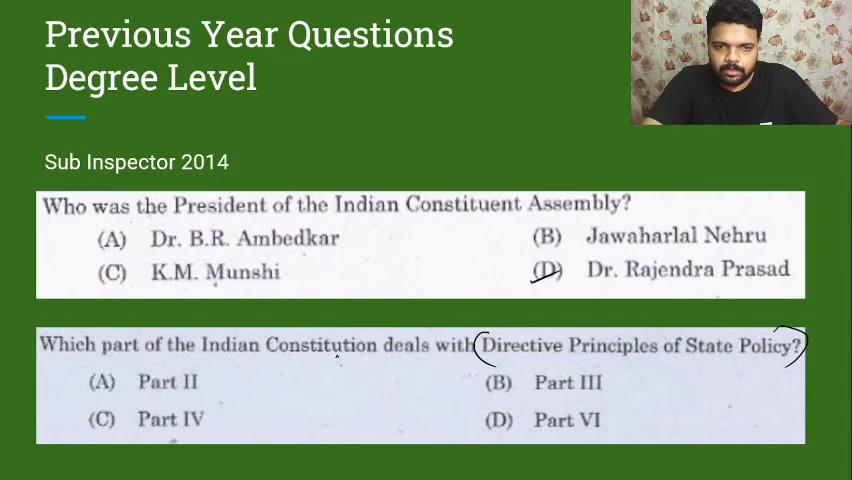 Previous Year Questions
Degree Level
Sub Inspector 2014
Who was the President of the Indian Constituent Assembly?
(A) Dr. B.R. Ambedkar (B) Jawaharlal Nehru
(C) K.M. Munshi (D) Dr. Rajendra Prasad
Which part of the Indian Constitution deals with Directive Principles of State Policy?
(A) Part II (B) Part III
(C) Part IV (D) Part VI